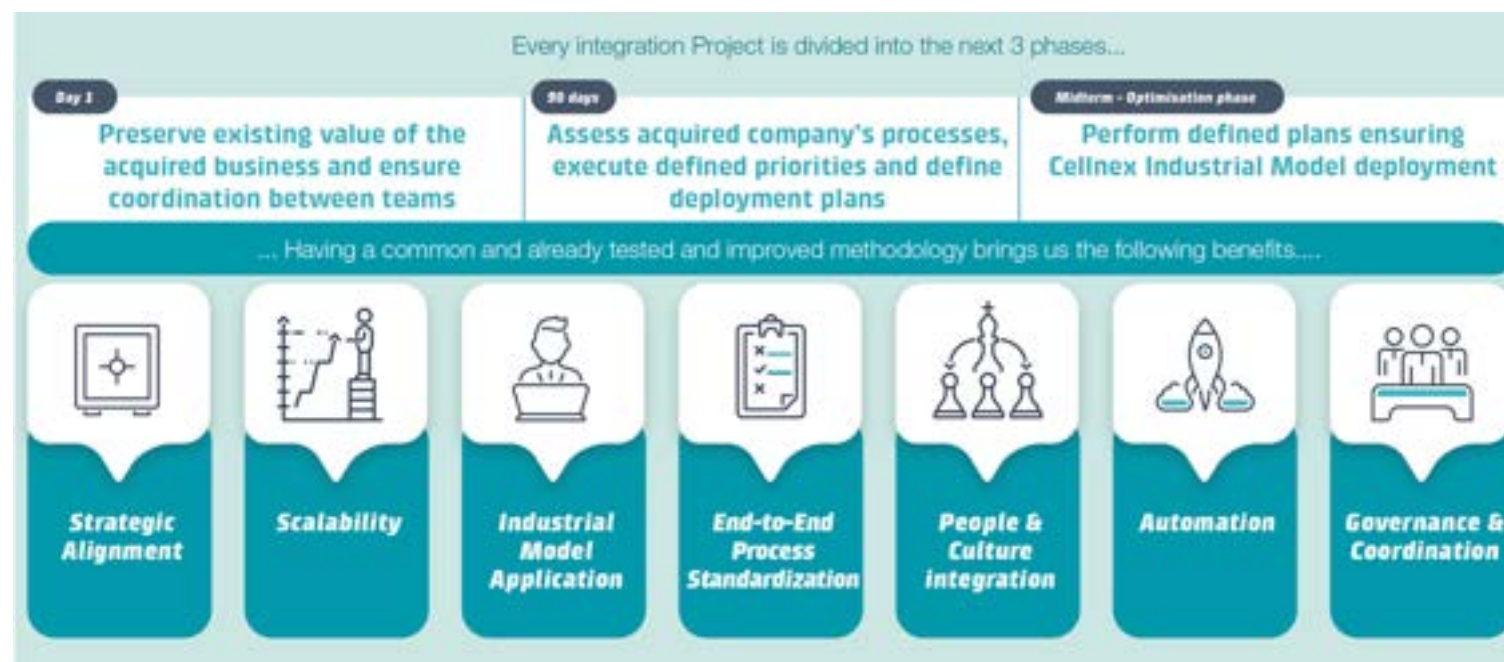 Every integration Project is divided into the next 3 phases...
Day 1
Preserve existing value of the
acquired business and ensure
coordination between teams
90 days
Assess acquired company's processes,
execute defined priorities and define
deployment plans
Midterm - Optimisation phase
Perform defined plans ensuring
Cellnex Industrial Model deployment
... Having a common and already tested and improved methodology brings us the following benefits....
Strategic
Alignment
Scalability
Industrial
Model
Application
End-to-End
Process
Standardization
People &
Culture
integration
Automation
Governance &
Coordination